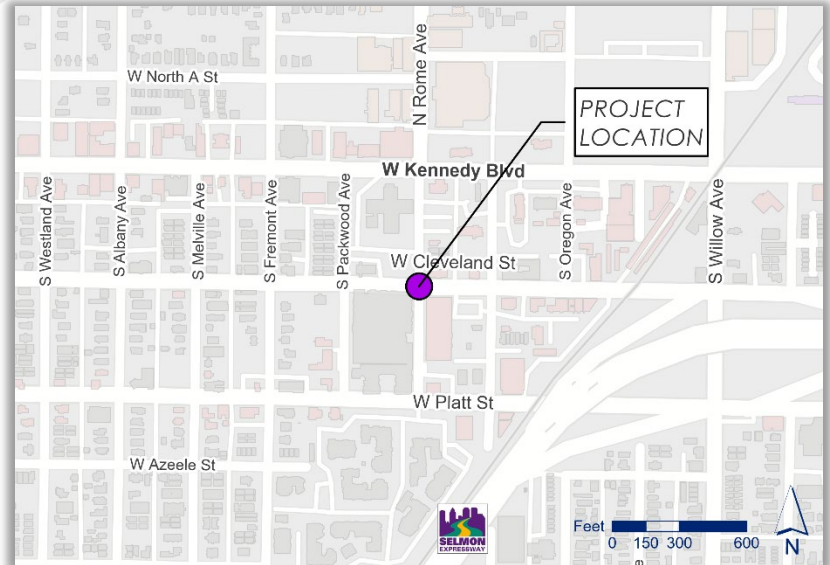 W North A St
N Rome Ave
PROJECT
LOCATION
W Kennedy Blvd
S Westland Ave
S Albany Ave
S Melville Ave
S Fremont Ave
S Packwood Ave
S Oregon Ave
S Willow Ave
W Cleveland St
W Platt St
W Azeele St
SELMON
EXPRESSWAY
Feet
0 150 300 600
N